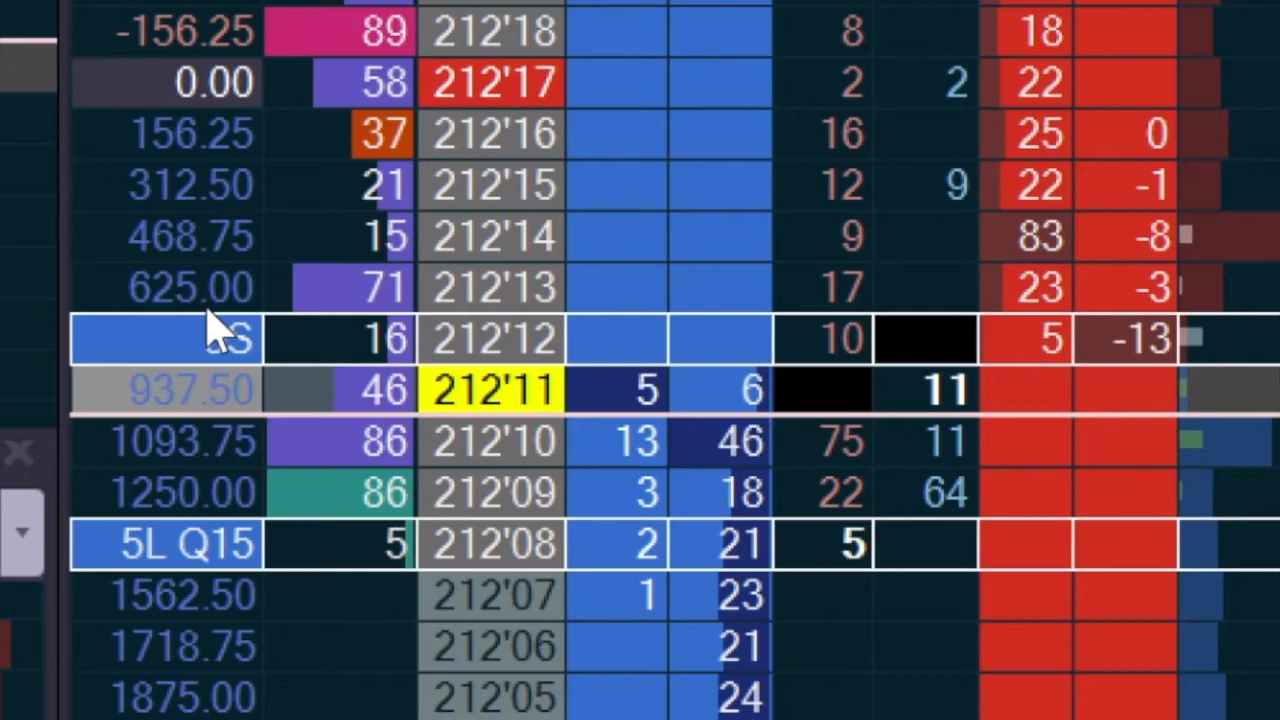 -156.25 89 212'18 8 18
0.00 58 212'17 2 2 22
156.25 37 212'16 16 25 0
312.50 21 212'15 12 9 22 -1
468.75 15 212'14 9 83 -8
625.00 71 212'13 17 23 -3
16 212'12 10 5 -13
937.50 46 212'11 5 6 11
1093.75 86 212'10 13 46 75 11
1250.00 86 212'09 3 18 22 64
5L Q15 5 212'08 2 21 5
1562.50 212'07 1 23
1718.75 212'06 21
1875.00 212'05 24